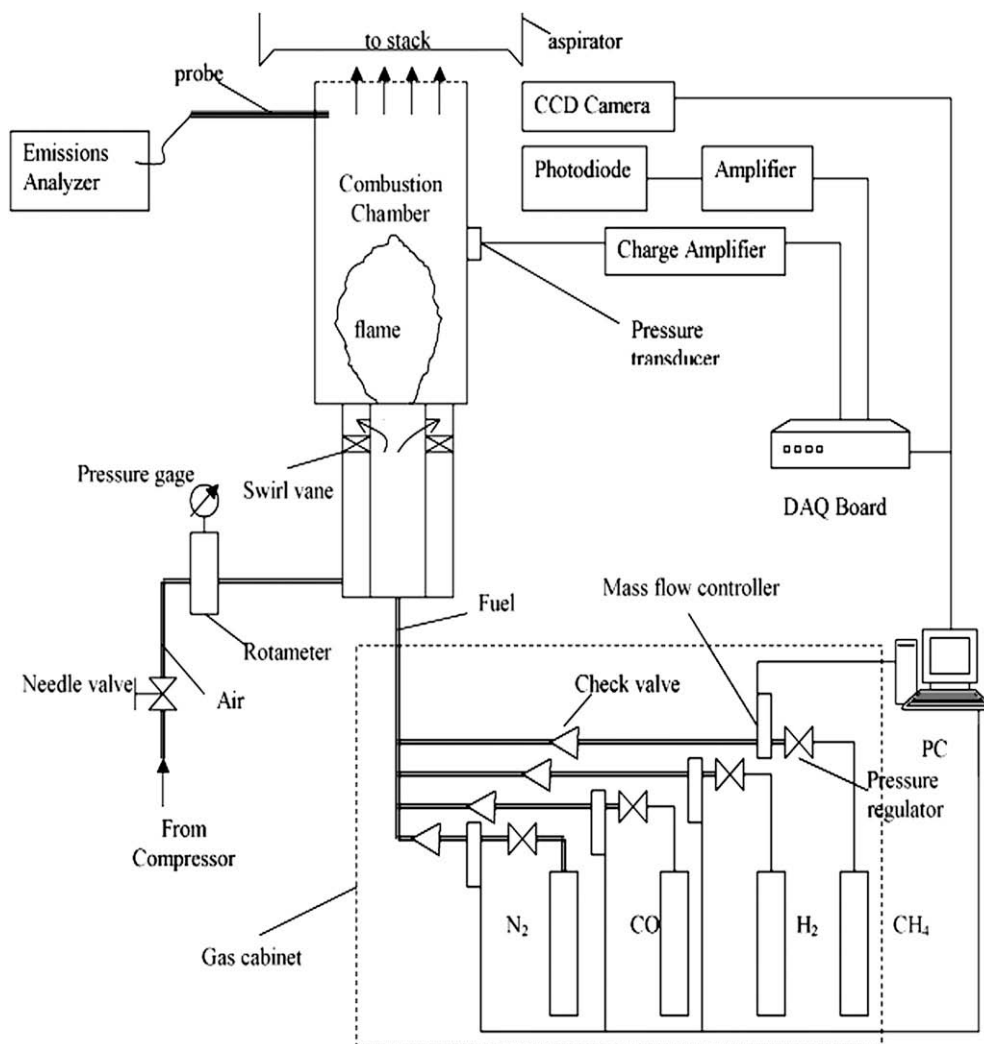 to stack
aspirator
probe
CCD Camera
Emissions
Analyzer
Photodiode
Amplifier
Combustion
Chamber
Charge Amplifier
flame
Pressure
transducer
Pressure gage
Swirl vane
DAQ Board
Mass flow controller
Fuel
Rotameter
Needle valve
Air
Check valve
PC
Pressure
regulator
From
Compressor
N₂
CO
H₂
CH₄
Gas cabinet